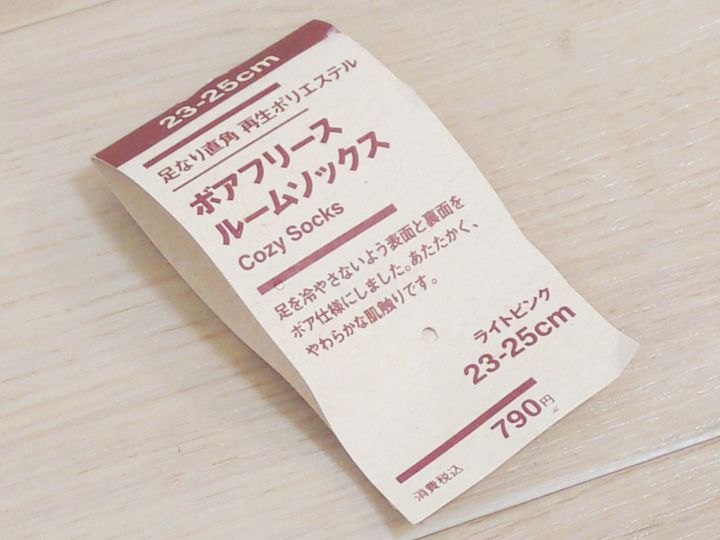 23-25cm
足なり直角 再生ポリエステル
ボアフリース
ルームソックス
Cozy Socks
足を冷やさないよう表面と裏面を
ボア仕様にしました。あたたかく、
やわらかな肌触りです。
ライトピンク
23-25cm
790円
消費税込